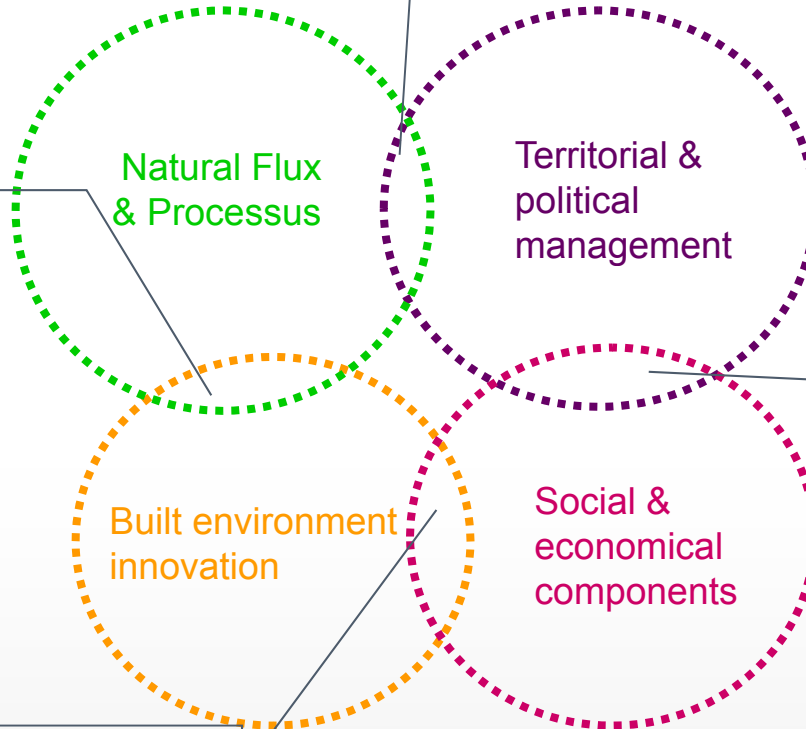 Natural Flux
& Processus
Territorial &
political
management
Built environment
innovation
Social &
economical
components